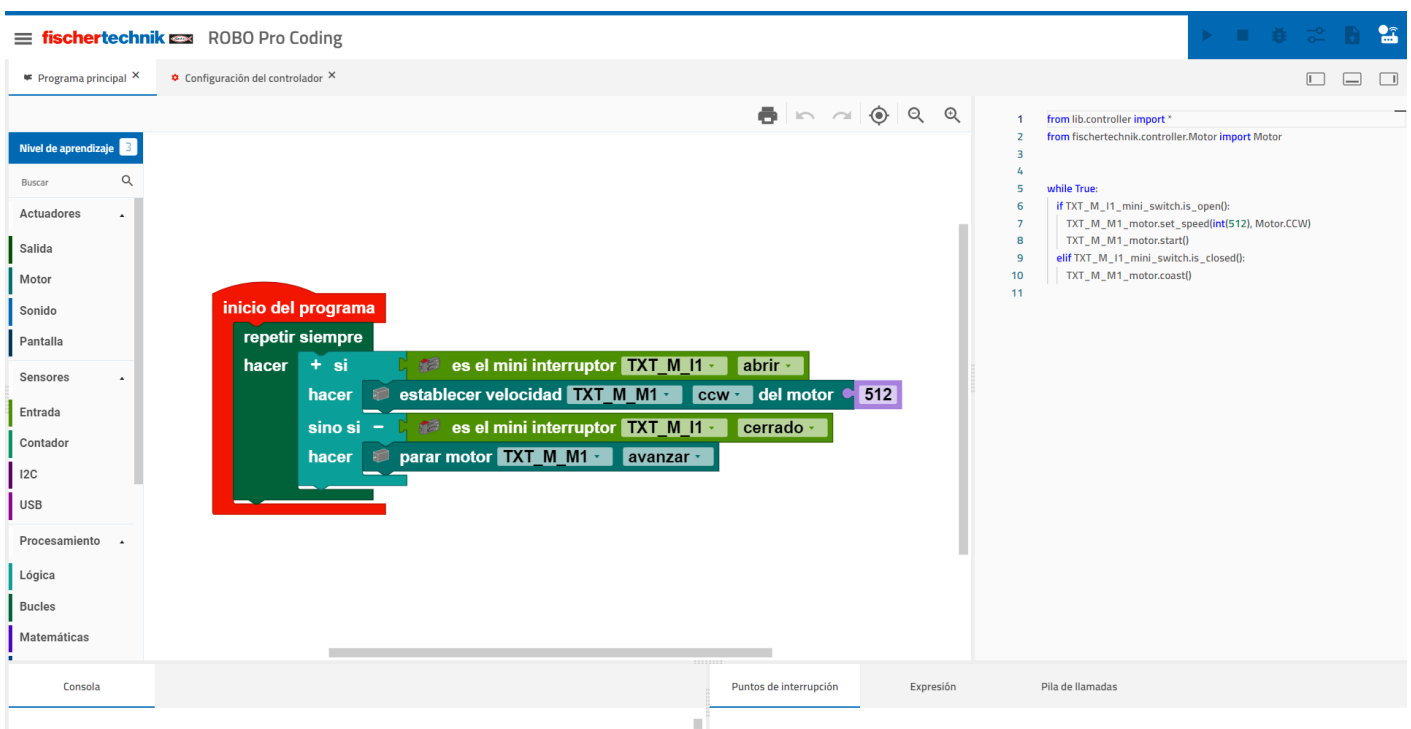 fischertechnik ROBO Pro Coding
Programa principal × Configuración del controlador ×
Nivel de aprendizaje 3
Buscar
Actuadores
Salida
Motor
Sonido
Pantalla
Sensores
Entrada
Contador
I2C
USB
Procesamiento
Lógica
Bucles
Matemáticas
inicio del programa
repetir siempre
hacer + si es el mini interruptor TXT_M_I1 abrir
hacer establecer velocidad TXT_M_M1 ccw del motor 512
sino si − es el mini interruptor TXT_M_I1 cerrado
hacer parar motor TXT_M_M1 avanzar
1 from lib.controller import *
2 from fischertechnik.controller.Motor import Motor
3
4
5 while True:
6 if TXT_M_I1_mini_switch.is_open():
7 TXT_M_M1_motor.set_speed(int(512), Motor.CCW)
8 TXT_M_M1_motor.start()
9 elif TXT_M_I1_mini_switch.is_closed():
10 TXT_M_M1_motor.coast()
11
Consola
Puntos de interrupción Expresión Pila de llamadas